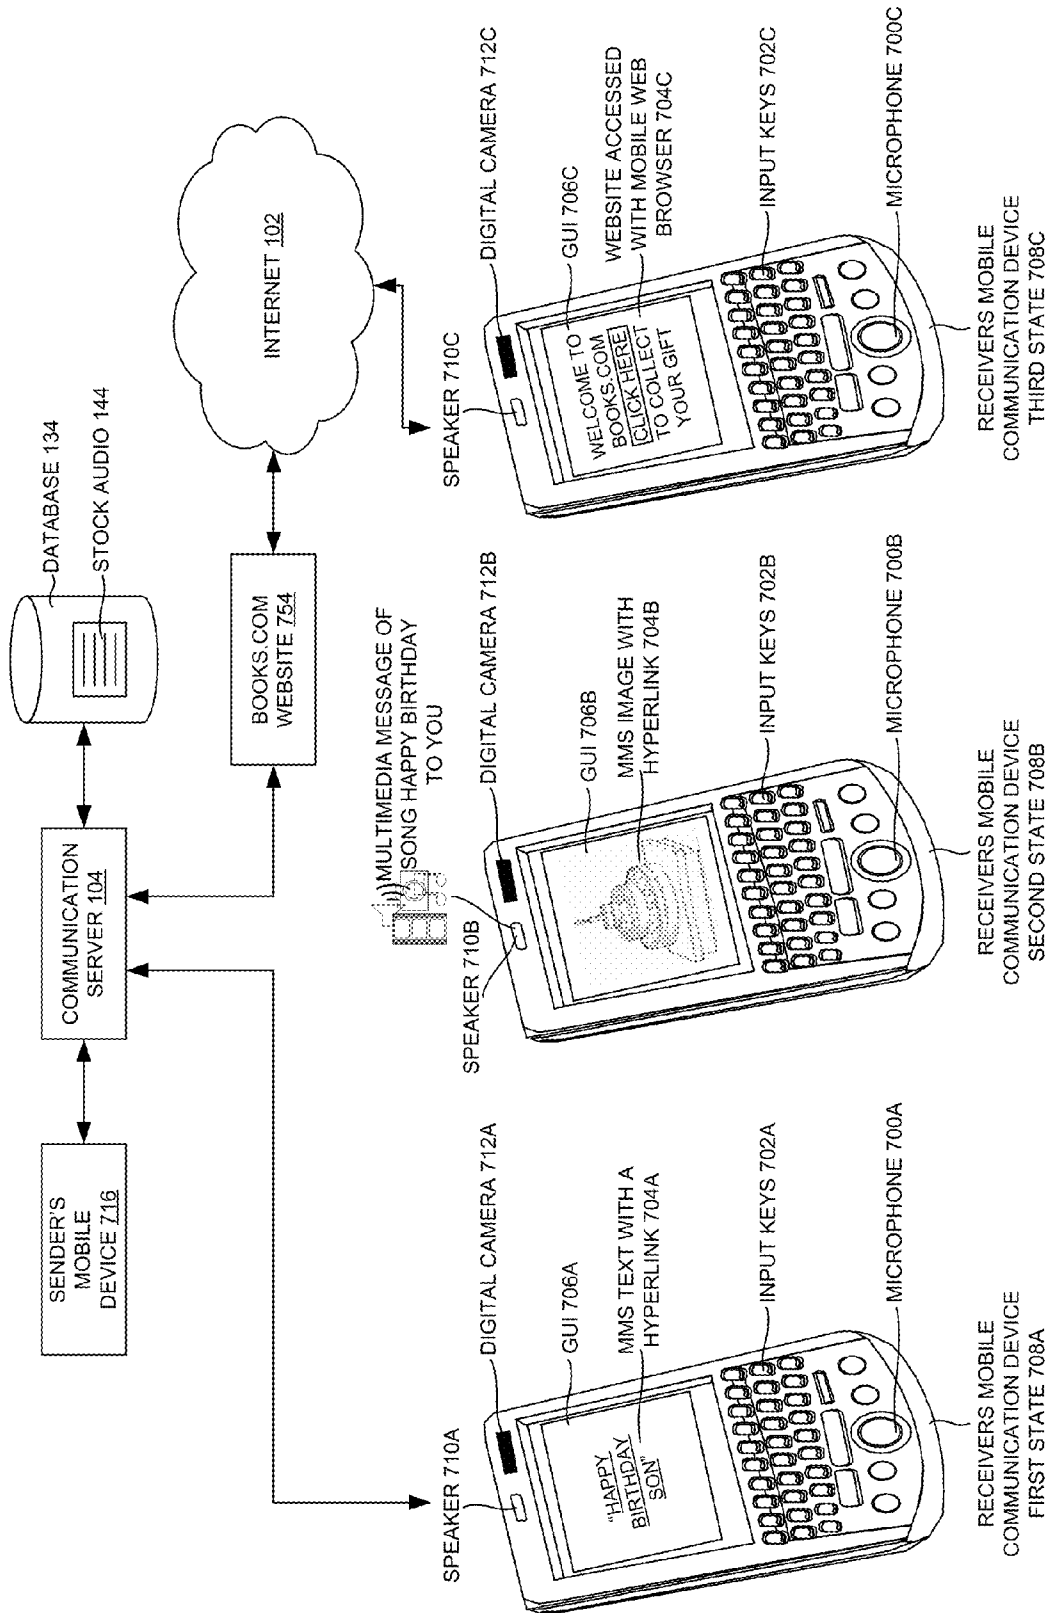 SENDER'S
MOBILE
DEVICE 716
COMMUNICATION
SERVER 104
DATABASE 134
STOCK AUDIO 144
BOOKS.COM
WEBSITE 754
INTERNET 102
SPEAKER 710A
DIGITAL CAMERA 712A
GUI 706A
"HAPPY
BIRTHDAY
SON"
MMS TEXT WITH A
HYPERLINK 704A
INPUT KEYS 702A
MICROPHONE 700A
RECEIVERS MOBILE
COMMUNICATION DEVICE
FIRST STATE 708A
MULTIMEDIA MESSAGE OF
SONG HAPPY BIRTHDAY
TO YOU
SPEAKER 710B
DIGITAL CAMERA 712B
GUI 706B
MMS IMAGE WITH
HYPERLINK 704B
INPUT KEYS 702B
MICROPHONE 700B
RECEIVERS MOBILE
COMMUNICATION DEVICE
SECOND STATE 708B
SPEAKER 710C
DIGITAL CAMERA 712C
GUI 706C
WELCOME TO
BOOKS.COM
CLICK HERE!
TO COLLECT
YOUR GIFT
WEBSITE ACCESSED
WITH MOBILE WEB
BROWSER 704C
INPUT KEYS 702C
MICROPHONE 700C
RECEIVERS MOBILE
COMMUNICATION DEVICE
THIRD STATE 708C